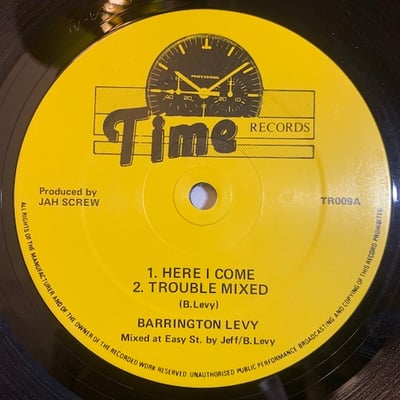 PROFESSIONAL
Time
RECORDS
Produced by
JAH SCREW
TR009A
1. HERE I COME
2. TROUBLE MIXED
(B.Levy)
BARRINGTON LEVY
Mixed at Easy St. by Jeff/B.Levy
ALL RIGHTS OF THE MANUFACTURER AND OF THE OWNER OF THE RECORDED WORK RESERVED. UNAUTHORISED PUBLIC PERFORMANCE BROADCASTING AND COPYING OF THIS RECORD PROHIBITED.